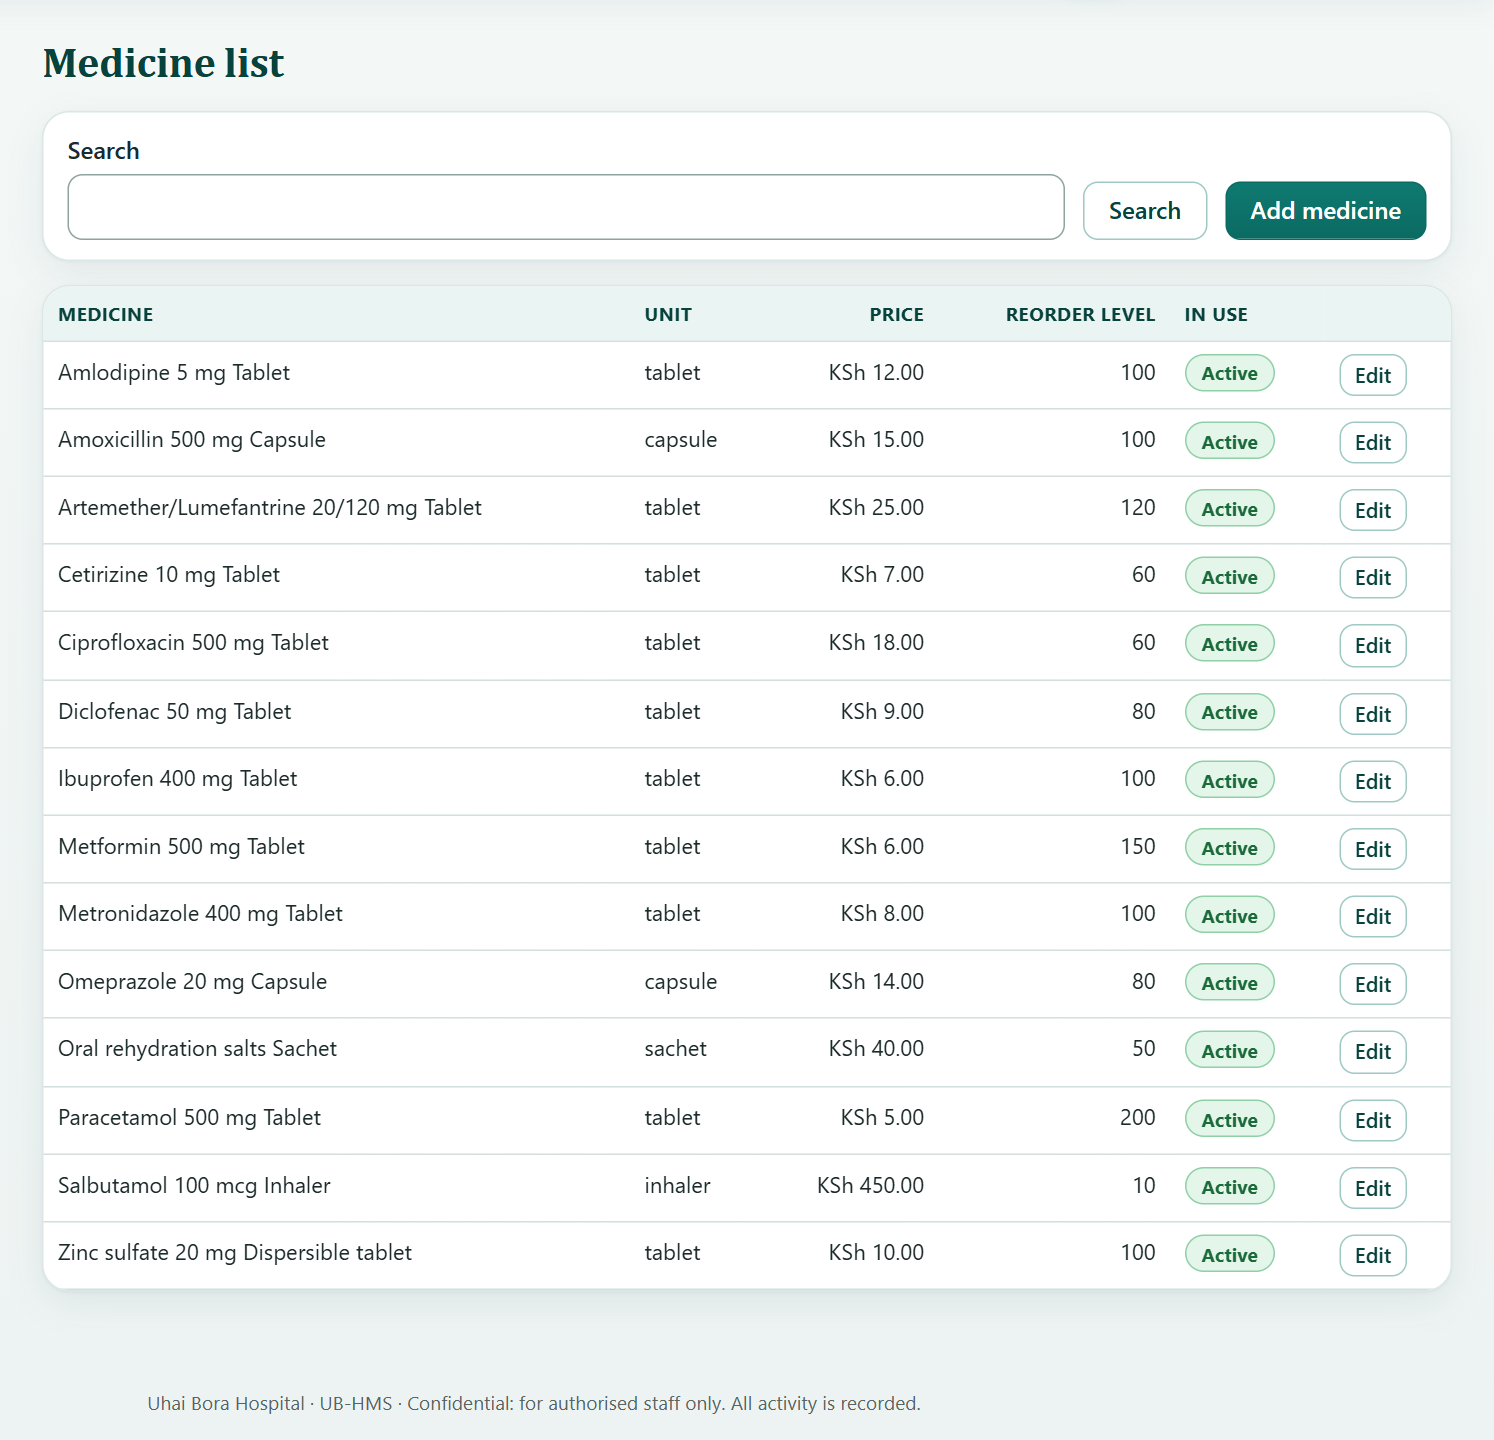 Medicine list
Search
Search Add medicine
MEDICINE UNIT PRICE REORDER LEVEL IN USE
Amlodipine 5 mg Tablet tablet KSh 12.00 100 Active Edit
Amoxicillin 500 mg Capsule capsule KSh 15.00 100 Active Edit
Artemether/Lumefantrine 20/120 mg Tablet tablet KSh 25.00 120 Active Edit
Cetirizine 10 mg Tablet tablet KSh 7.00 60 Active Edit
Ciprofloxacin 500 mg Tablet tablet KSh 18.00 60 Active Edit
Diclofenac 50 mg Tablet tablet KSh 9.00 80 Active Edit
Ibuprofen 400 mg Tablet tablet KSh 6.00 100 Active Edit
Metformin 500 mg Tablet tablet KSh 6.00 150 Active Edit
Metronidazole 400 mg Tablet tablet KSh 8.00 100 Active Edit
Omeprazole 20 mg Capsule capsule KSh 14.00 80 Active Edit
Oral rehydration salts Sachet sachet KSh 40.00 50 Active Edit
Paracetamol 500 mg Tablet tablet KSh 5.00 200 Active Edit
Salbutamol 100 mcg Inhaler inhaler KSh 450.00 10 Active Edit
Zinc sulfate 20 mg Dispersible tablet tablet KSh 10.00 100 Active Edit
Uhai Bora Hospital · UB-HMS · Confidential: for authorised staff only. All activity is recorded.